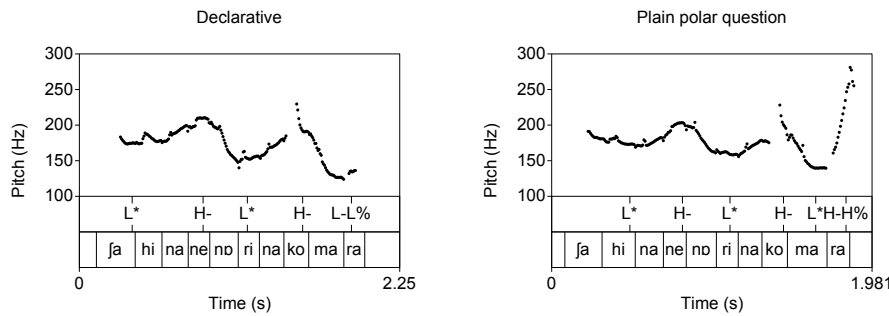 Declarative
300
250
200
150
100
Pitch (Hz)
L* H- L* H- L-L%
ʃa hi na ne nɒ ri na ko ma ra
0 2.25
Time (s)
Plain polar question
300
250
200
150
100
Pitch (Hz)
L* H- L* H- L*H-H%
ʃa hi na ne nɒ ri na ko ma ra
0 1.981
Time (s)